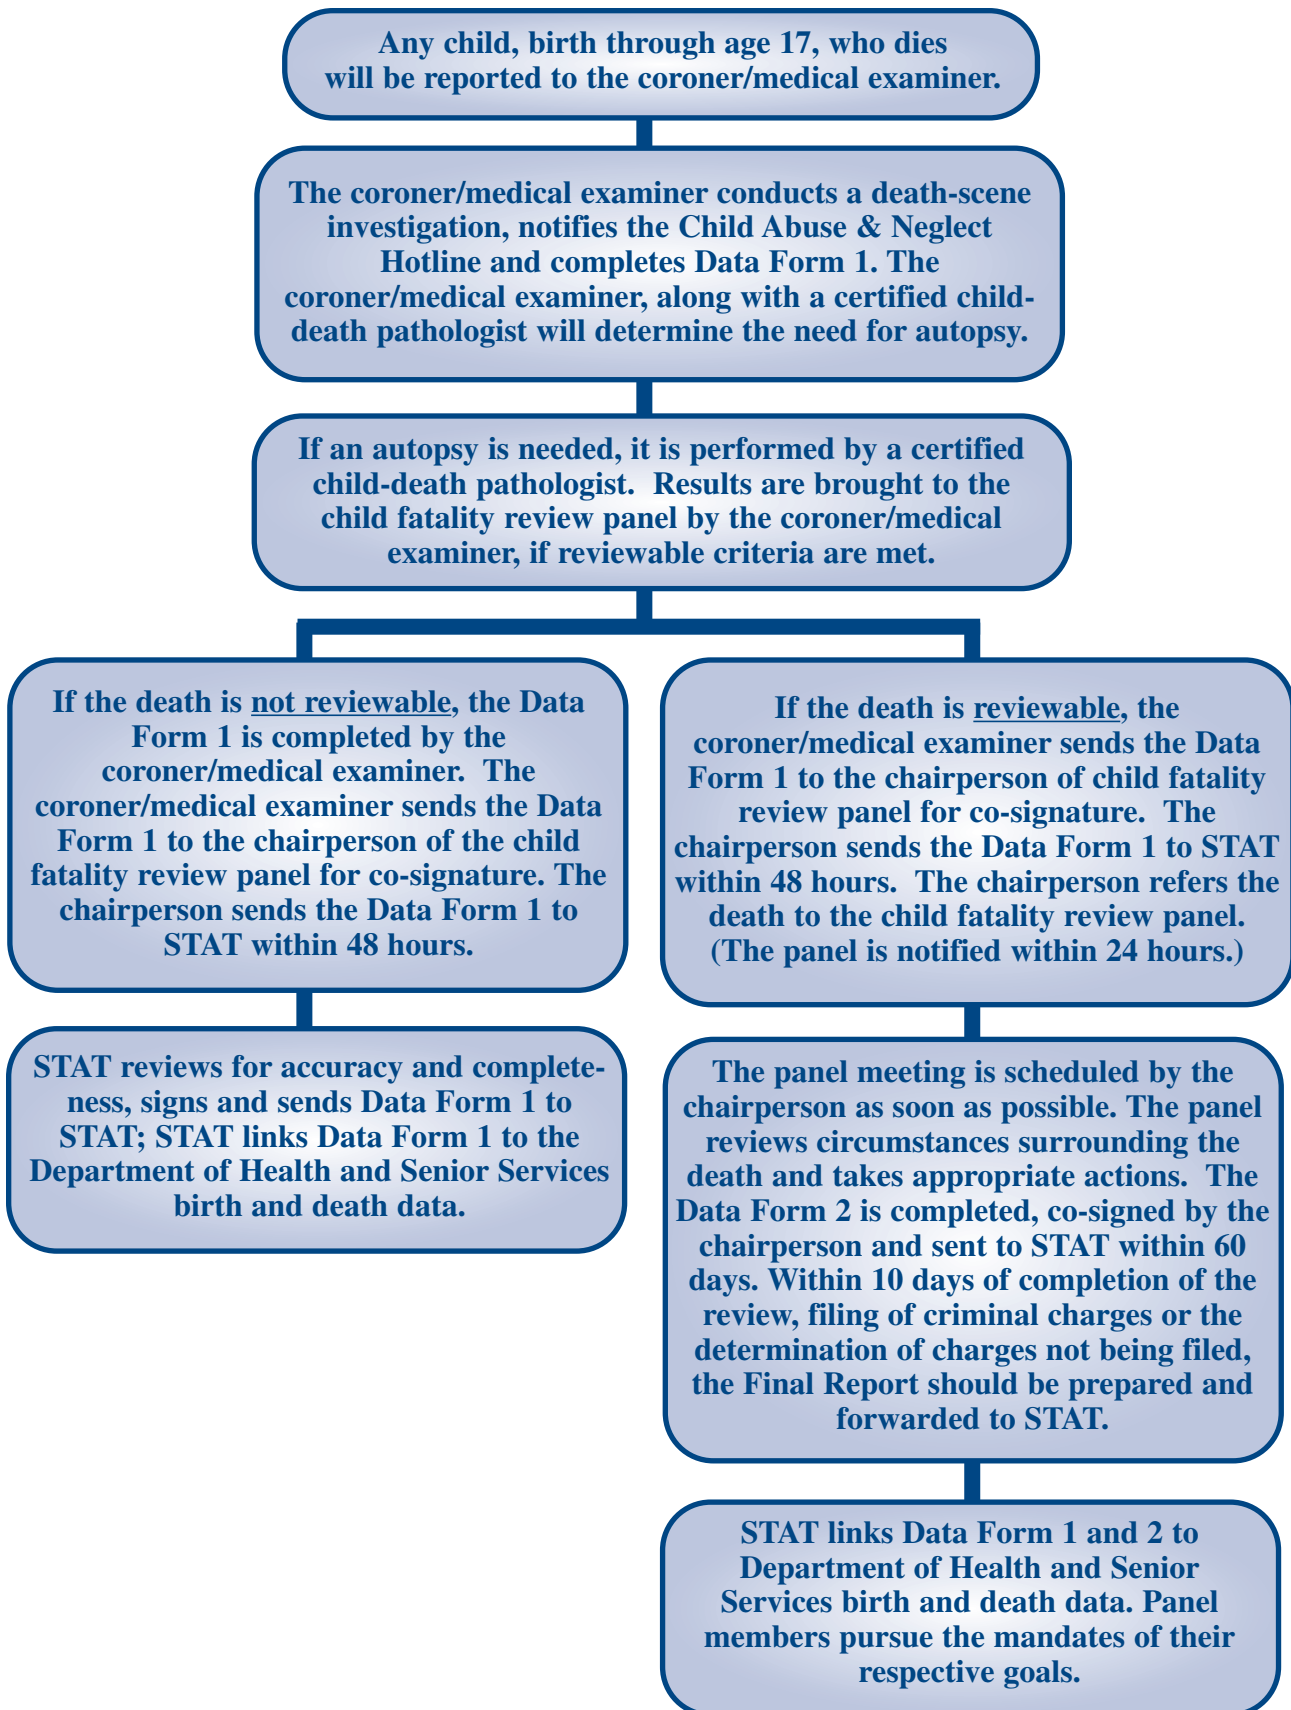 Any child, birth through age 17, who dies
will be reported to the coroner/medical examiner.
The coroner/medical examiner conducts a death-scene
investigation, notifies the Child Abuse & Neglect
Hotline and completes Data Form 1. The
coroner/medical examiner, along with a certified child-
death pathologist will determine the need for autopsy.
If an autopsy is needed, it is performed by a certified
child-death pathologist.  Results are brought to the
child fatality review panel by the coroner/medical
examiner, if reviewable criteria are met.
If the death is not reviewable, the Data
Form 1 is completed by the
coroner/medical examiner.  The
coroner/medical examiner sends the Data
Form 1 to the chairperson of the child
fatality review panel for co-signature. The
chairperson sends the Data Form 1 to
STAT within 48 hours.
STAT reviews for accuracy and complete-
ness, signs and sends Data Form 1 to
STAT; STAT links Data Form 1 to the
Department of Health and Senior Services
birth and death data.
If the death is reviewable, the
coroner/medical examiner sends the Data
Form 1 to the chairperson of child fatality
review panel for co-signature.  The
chairperson sends the Data Form 1 to STAT
within 48 hours.  The chairperson refers the
death to the child fatality review panel.
(The panel is notified within 24 hours.)
The panel meeting is scheduled by the
chairperson as soon as possible. The panel
reviews circumstances surrounding the
death and takes appropriate actions.  The
Data Form 2 is completed, co-signed by the
chairperson and sent to STAT within 60
days. Within 10 days of completion of the
review, filing of criminal charges or the
determination of charges not being filed,
the Final Report should be prepared and
forwarded to STAT.
STAT links Data Form 1 and 2 to
Department of Health and Senior
Services birth and death data. Panel
members pursue the mandates of their
respective goals.